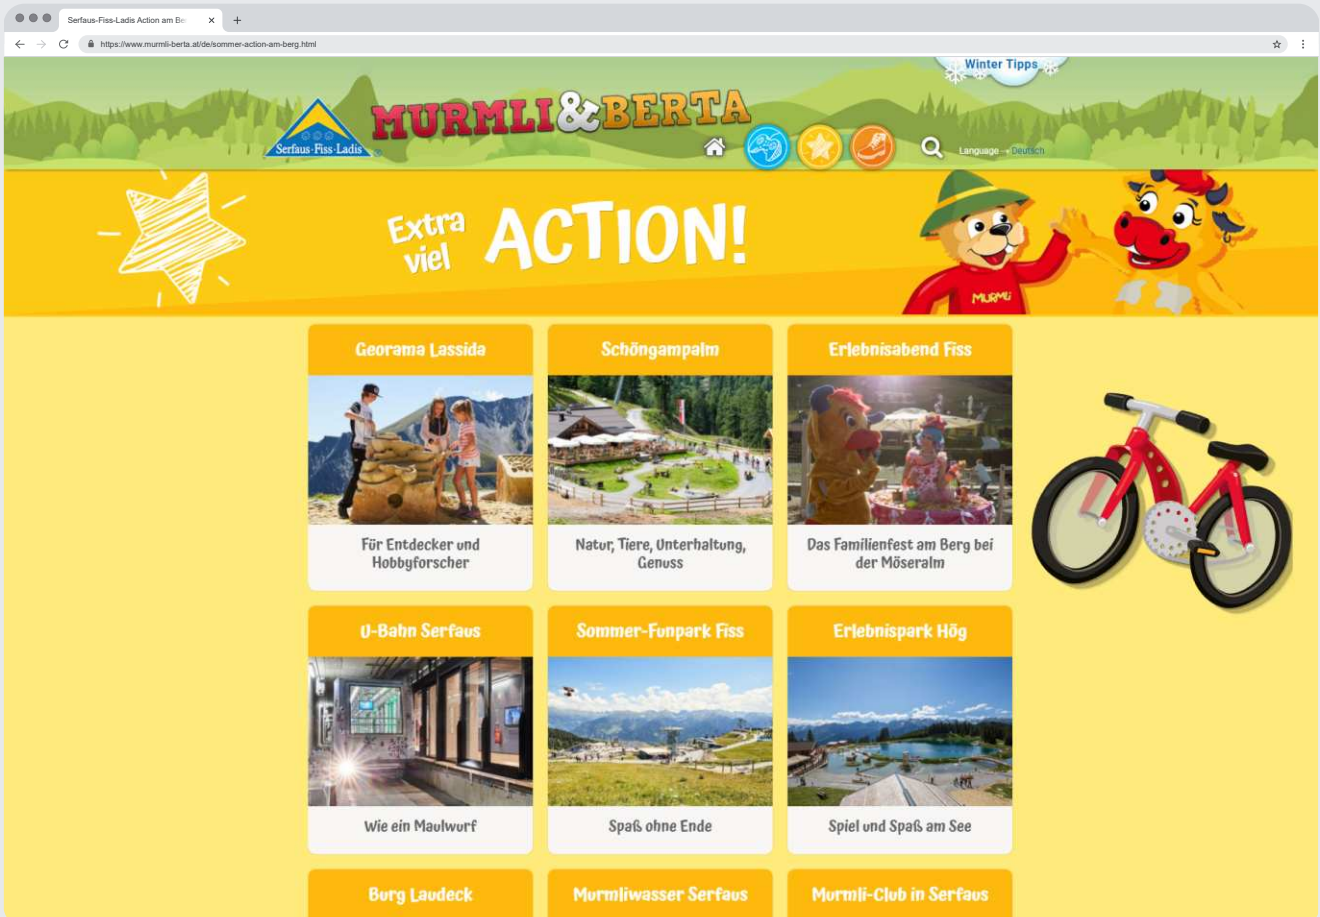 Serfaus-Fiss-Ladis Action am Be
https://www.murmli-berta.at/de/sommer-action-am-berg.html
Winter Tipps
MURMLI&BERTA
Serfaus-Fiss-Ladis
Language → Deutsch
Extra
viel
ACTION!
MURMLi
Georama Lassida
Schöngampalm
Erlebnisabend Fiss
Für Entdecker und
Hobbyforscher
Natur, Tiere, Unterhaltung,
Genuss
Das Familienfest am Berg bei
der Möseralm
U-Bahn Serfaus
Sommer-Funpark Fiss
Erlebnispark Hög
Wie ein Maulwurf
Spaß ohne Ende
Spiel und Spaß am See
Burg Laudeck
Murmliwasser Serfaus
Murmli-Club in Serfaus